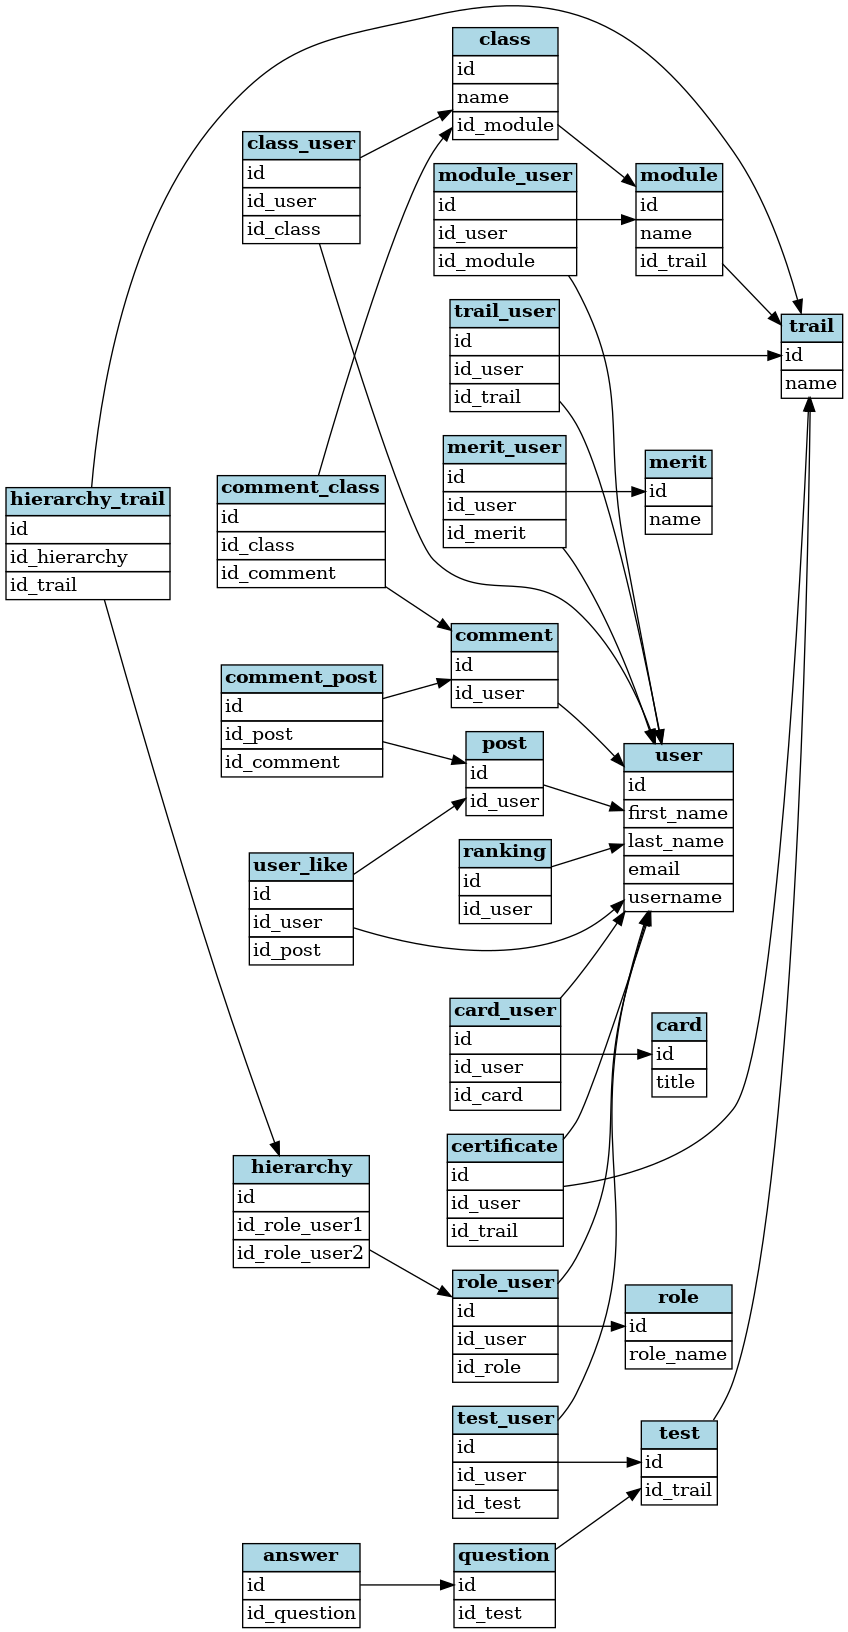 class
id
name
id_module
class_user
id
id_user
id_class
module_user
id
id_user
id_module
module
id
name
id_trail
trail_user
id
id_user
id_trail
trail
id
name
merit_user
id
id_user
id_merit
merit
id
name
hierarchy_trail
id
id_hierarchy
id_trail
comment_class
id
id_class
id_comment
comment
id
id_user
comment_post
id
id_post
id_comment
post
id
id_user
user
id
first_name
last_name
email
username
ranking
id
id_user
user_like
id
id_user
id_post
card_user
id
id_user
id_card
card
id
title
certificate
id
id_user
id_trail
hierarchy
id
id_role_user1
id_role_user2
role_user
id
id_user
id_role
role
id
role_name
test_user
id
id_user
id_test
test
id
id_trail
answer
id
id_question
question
id
id_test